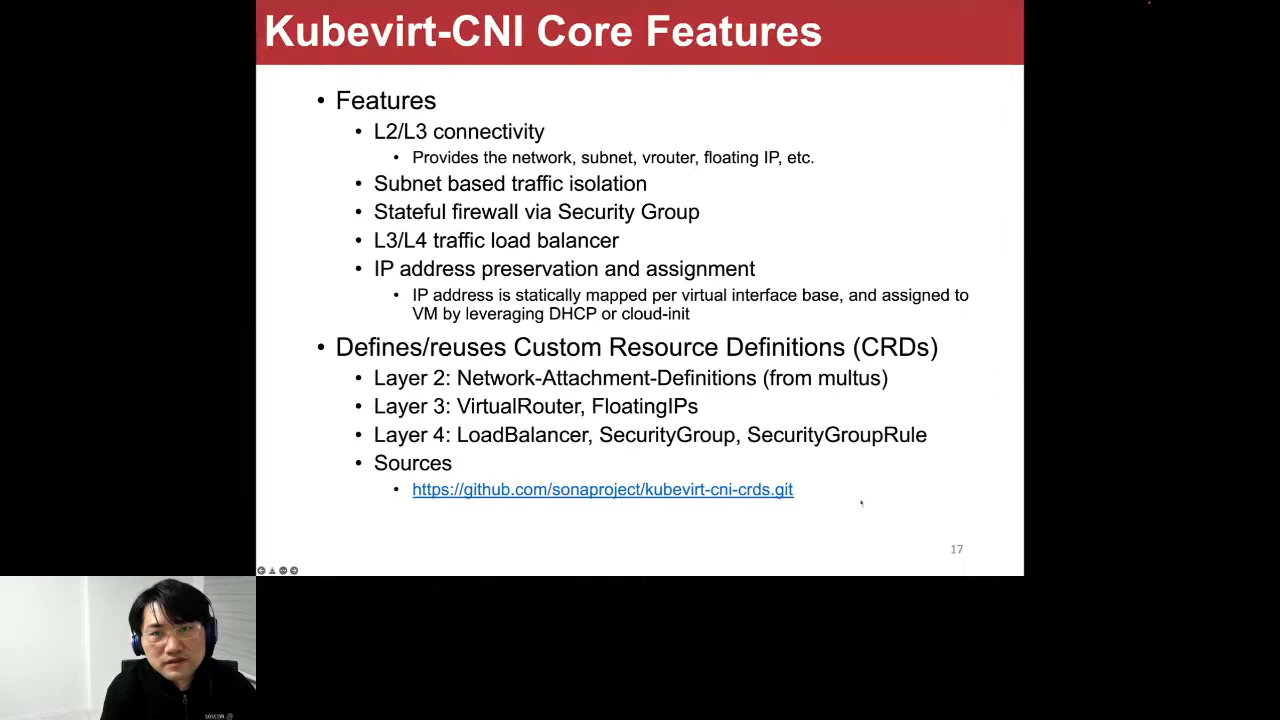 Kubevirt-CNI Core Features
• Features
• L2/L3 connectivity
• Provides the network, subnet, vrouter, floating IP, etc.
• Subnet based traffic isolation
• Stateful firewall via Security Group
• L3/L4 traffic load balancer
• IP address preservation and assignment
• IP address is statically mapped per virtual interface base, and assigned to
VM by leveraging DHCP or cloud-init
• Defines/reuses Custom Resource Definitions (CRDs)
• Layer 2: Network-Attachment-Definitions (from multus)
• Layer 3: VirtualRouter, FloatingIPs
• Layer 4: LoadBalancer, SecurityGroup, SecurityGroupRule
• Sources
• https://github.com/sonaproject/kubevirt-cni-crds.git
17
SOSCON